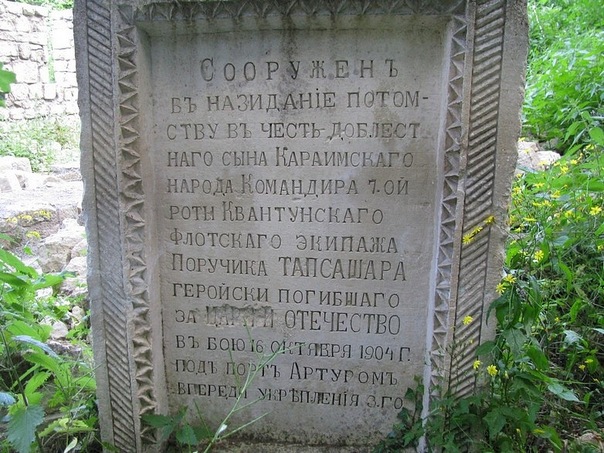 Сооруженъ
въ назиданіе потом-
ству въ честь доблест
наго сына Караимскаго
народа Командира 7.ой
роты Квантунскаго
Флотскаго экипажа
Поручика ТАПСАШАРА
геройски погибшаго
за ЦАРЯ И ОТЕЧЕСТВО
въ бою 16 октября 1904 г.
подъ Портъ Артуромъ
впереди укрѣпленія 3.го